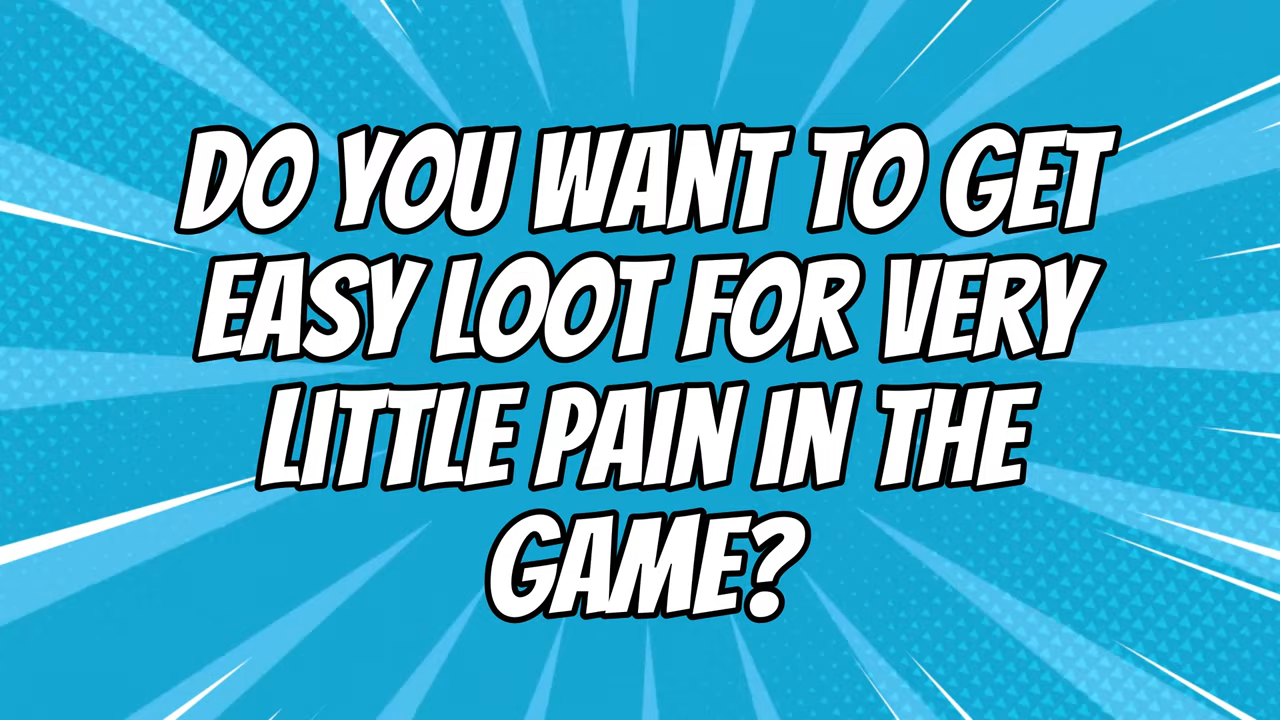 DO YOU WANT TO GET
EASY LOOT FOR VERY
LITTLE PAIN IN THE
GAME?